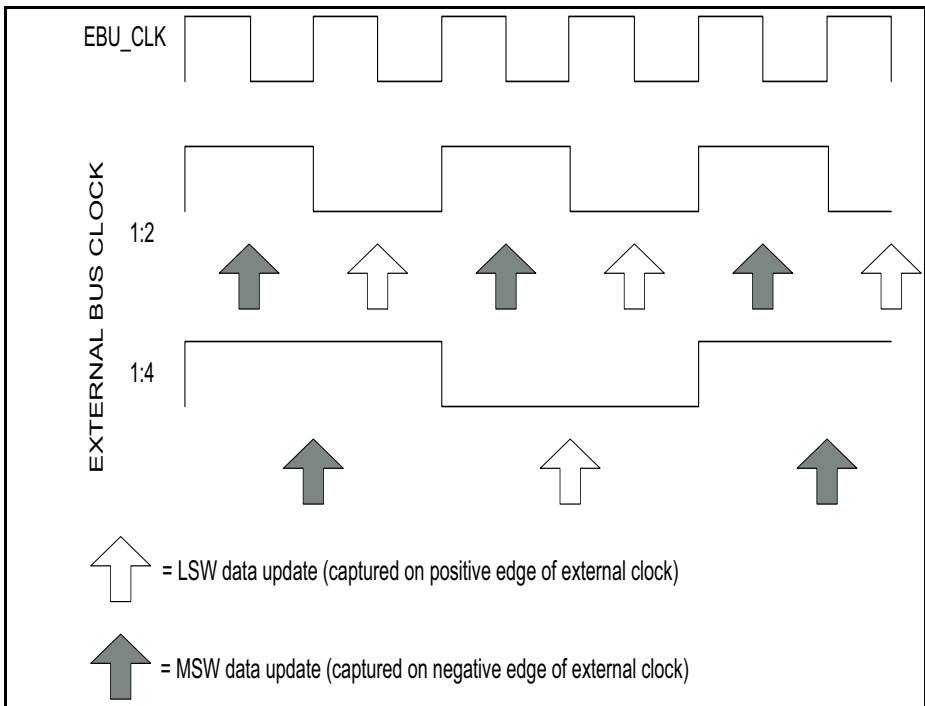 EBU_CLK
EXTERNAL BUS CLOCK
1:2
1:4
= LSW data update (captured on positive edge of external clock)
= MSW data update (captured on negative edge of external clock)